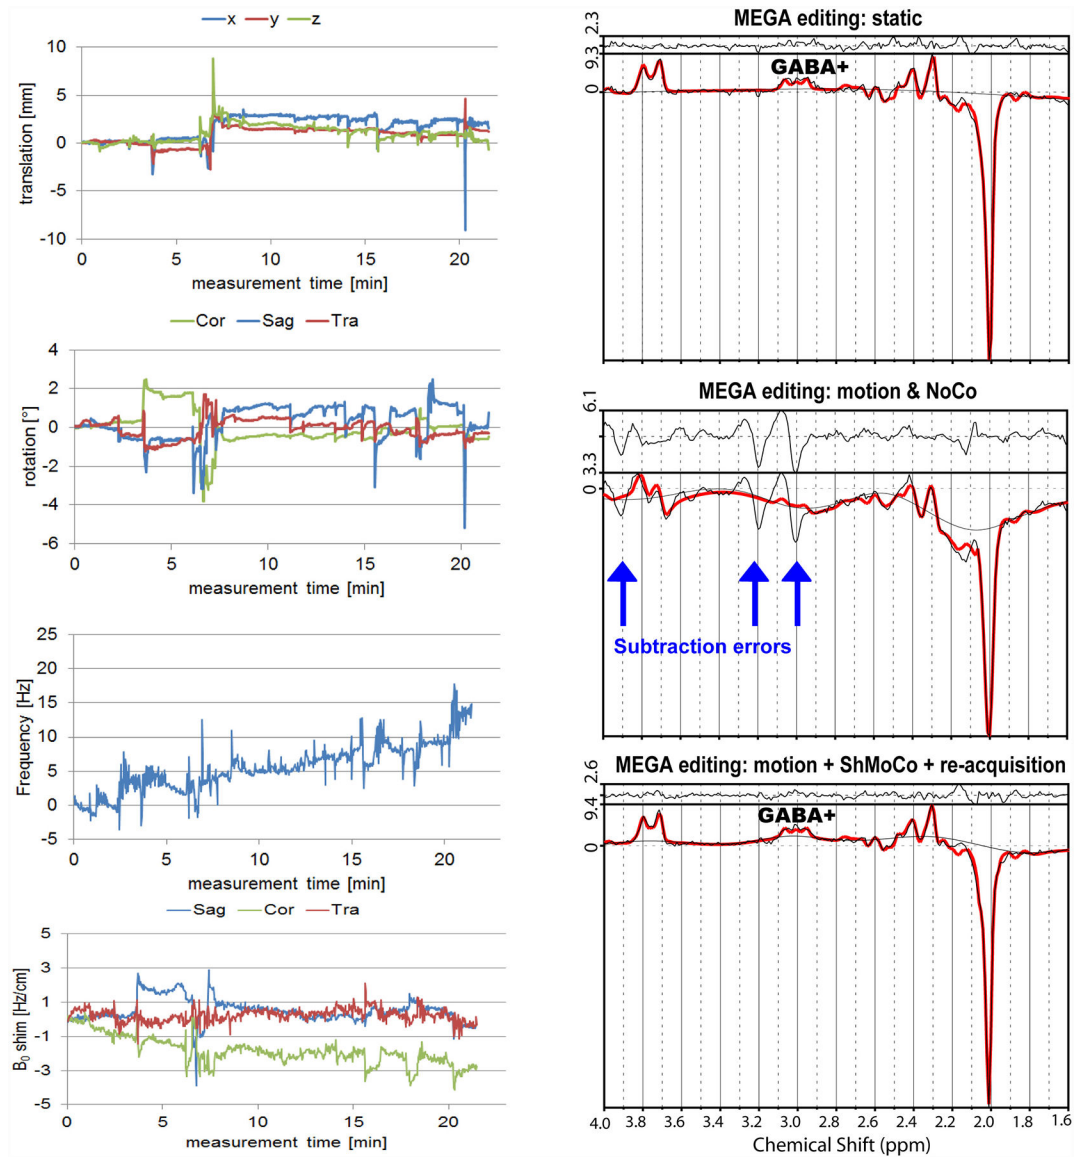 x y z
10
5
0
-5
-10
translation [mm]
0 5 10 15 20
measurement time [min]
Cor Sag Tra
4
2
0
-2
-4
-6
rotation [°]
0 5 10 15 20
measurement time [min]
25
20
15
10
5
0
-5
Frequency [Hz]
0 5 10 15 20
measurement time [min]
Sag Cor Tra
5
3
1
-1
-3
-5
B0 shim [Hz/cm]
0 5 10 15 20
measurement time [min]
MEGA editing: static
2.3
9.3
0
GABA+
MEGA editing: motion & NoCo
6.1
3.3
0
Subtraction errors
MEGA editing: motion + ShMoCo + re-acquisition
2.6
9.4
0
GABA+
4.0 3.8 3.6 3.4 3.2 3.0 2.8 2.6 2.4 2.2 2.0 1.8 1.6
Chemical Shift (ppm)